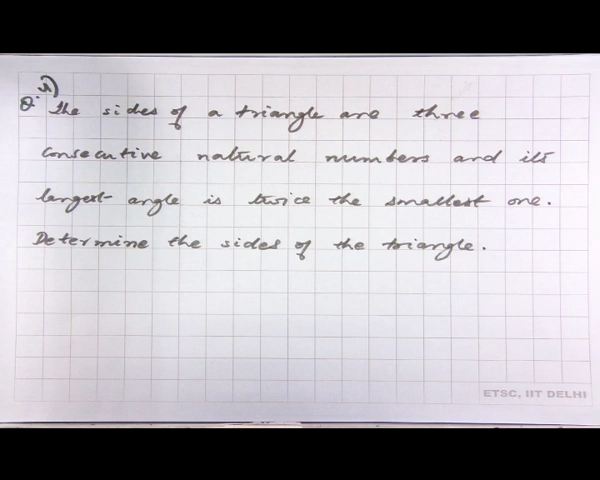 Q. ii) The sides of a triangle are three
consecutive natural numbers and its
largest angle is twice the smallest one.
Determine the sides of the triangle.
ETSC, IIT DELHI